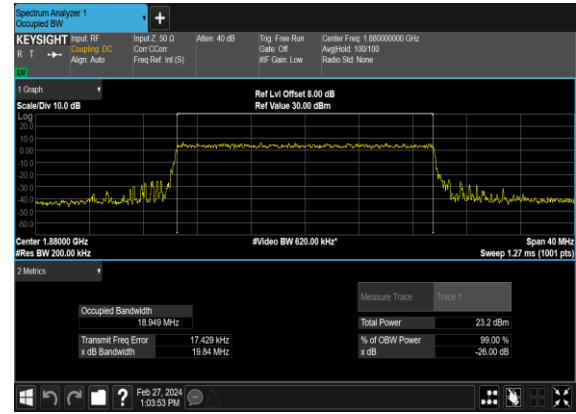 Spectrum Analyzer 1
Occupied BW
+
KEYSIGHT Input: RF
R T Coupling: DC
Align: Auto
Input Z: 50 Ω
Corr CCorr
Freq Ref: Int (S)
Atten: 40 dB
Trig: Free Run
Gate: Off
#IF Gain: Low
Center Freq: 1.880000000 GHz
Avg|Hold: 100/100
Radio Std: None
1 Graph
Scale/Div 10.0 dB
Ref Lvl Offset 8.00 dB
Ref Value 30.00 dBm
Log
20.0
10.0
0.00
-10.0
-20.0
-30.0
-40.0
-50.0
-60.0
Center 1.88000 GHz
#Res BW 200.00 kHz
#Video BW 620.00 kHz*
Span 40 MHz
Sweep 1.27 ms (1001 pts)
2 Metrics
Occupied Bandwidth
18.949 MHz
Transmit Freq Error 17.429 kHz
x dB Bandwidth 19.84 MHz
Measure Trace Trace 1
Total Power 23.2 dBm
% of OBW Power 99.00 %
x dB -26.00 dB
?
Feb 27, 2024
1:03:53 PM